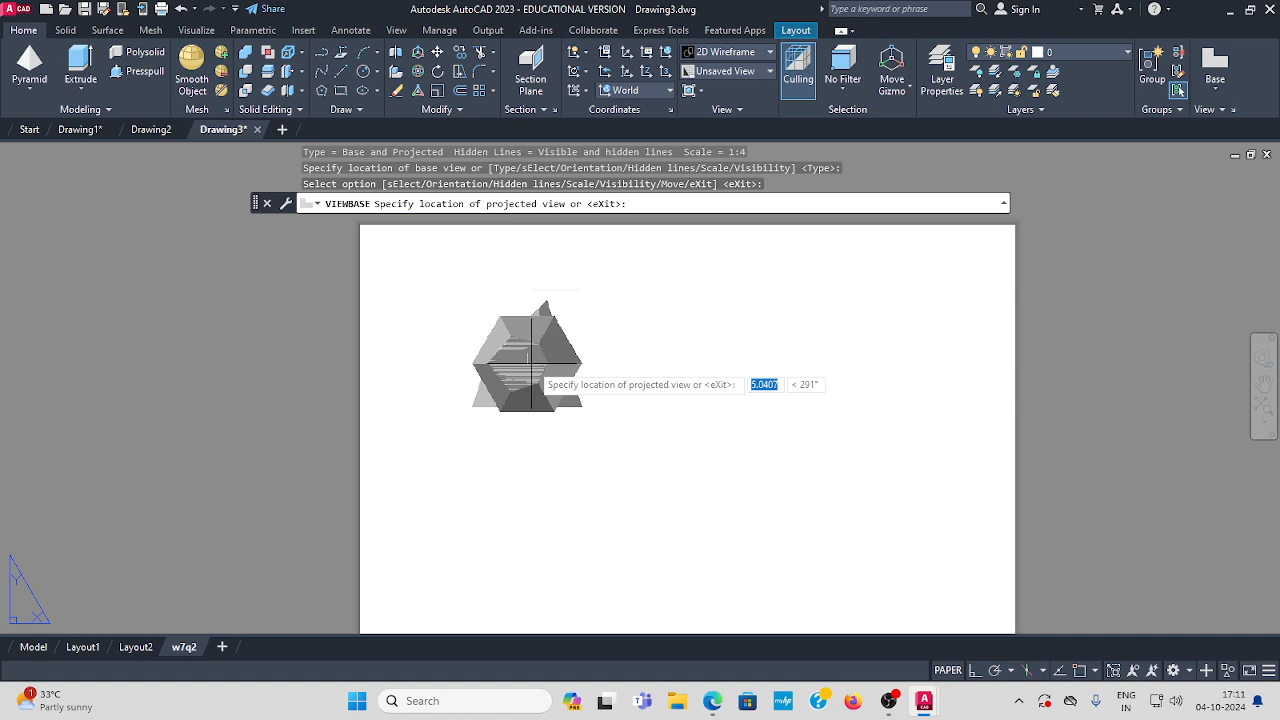 Share
Autodesk AutoCAD 2023 - EDUCATIONAL VERSION Drawing3.dwg
Type a keyword or phrase
Sign In
Home Solid Surface Mesh Visualize Parametric Insert Annotate View Manage Output Add-ins Collaborate Express Tools Featured Apps Layout
Pyramid
Extrude
Polysolid
Presspull
Smooth Object
Section Plane
World
2D Wireframe
Unsaved View
Culling
No Filter
Move Gizmo
Layer Properties
0
Group
Base
Modeling
Mesh
Solid Editing
Draw
Modify
Section
Coordinates
View
Selection
Layers
Groups
View
Start
Drawing1*
Drawing2
Drawing3*
Type = Base and Projected  Hidden Lines = Visible and hidden lines  Scale = 1:4
Specify location of base view or [Type/sElect/Orientation/Hidden lines/Scale/Visibility] <Type>:
Select option [sElect/Orientation/Hidden lines/Scale/Visibility/Move/eXit] <eXit>:
VIEWBASE Specify location of projected view or <eXit>:
Specify location of projected view or <eXit>: 5.0407 < 291°
Y
X
Model Layout1 Layout2 w7q2
PAPER
1
33°C
Partly sunny
Search
ENG
IN
17:11
04-10-2024